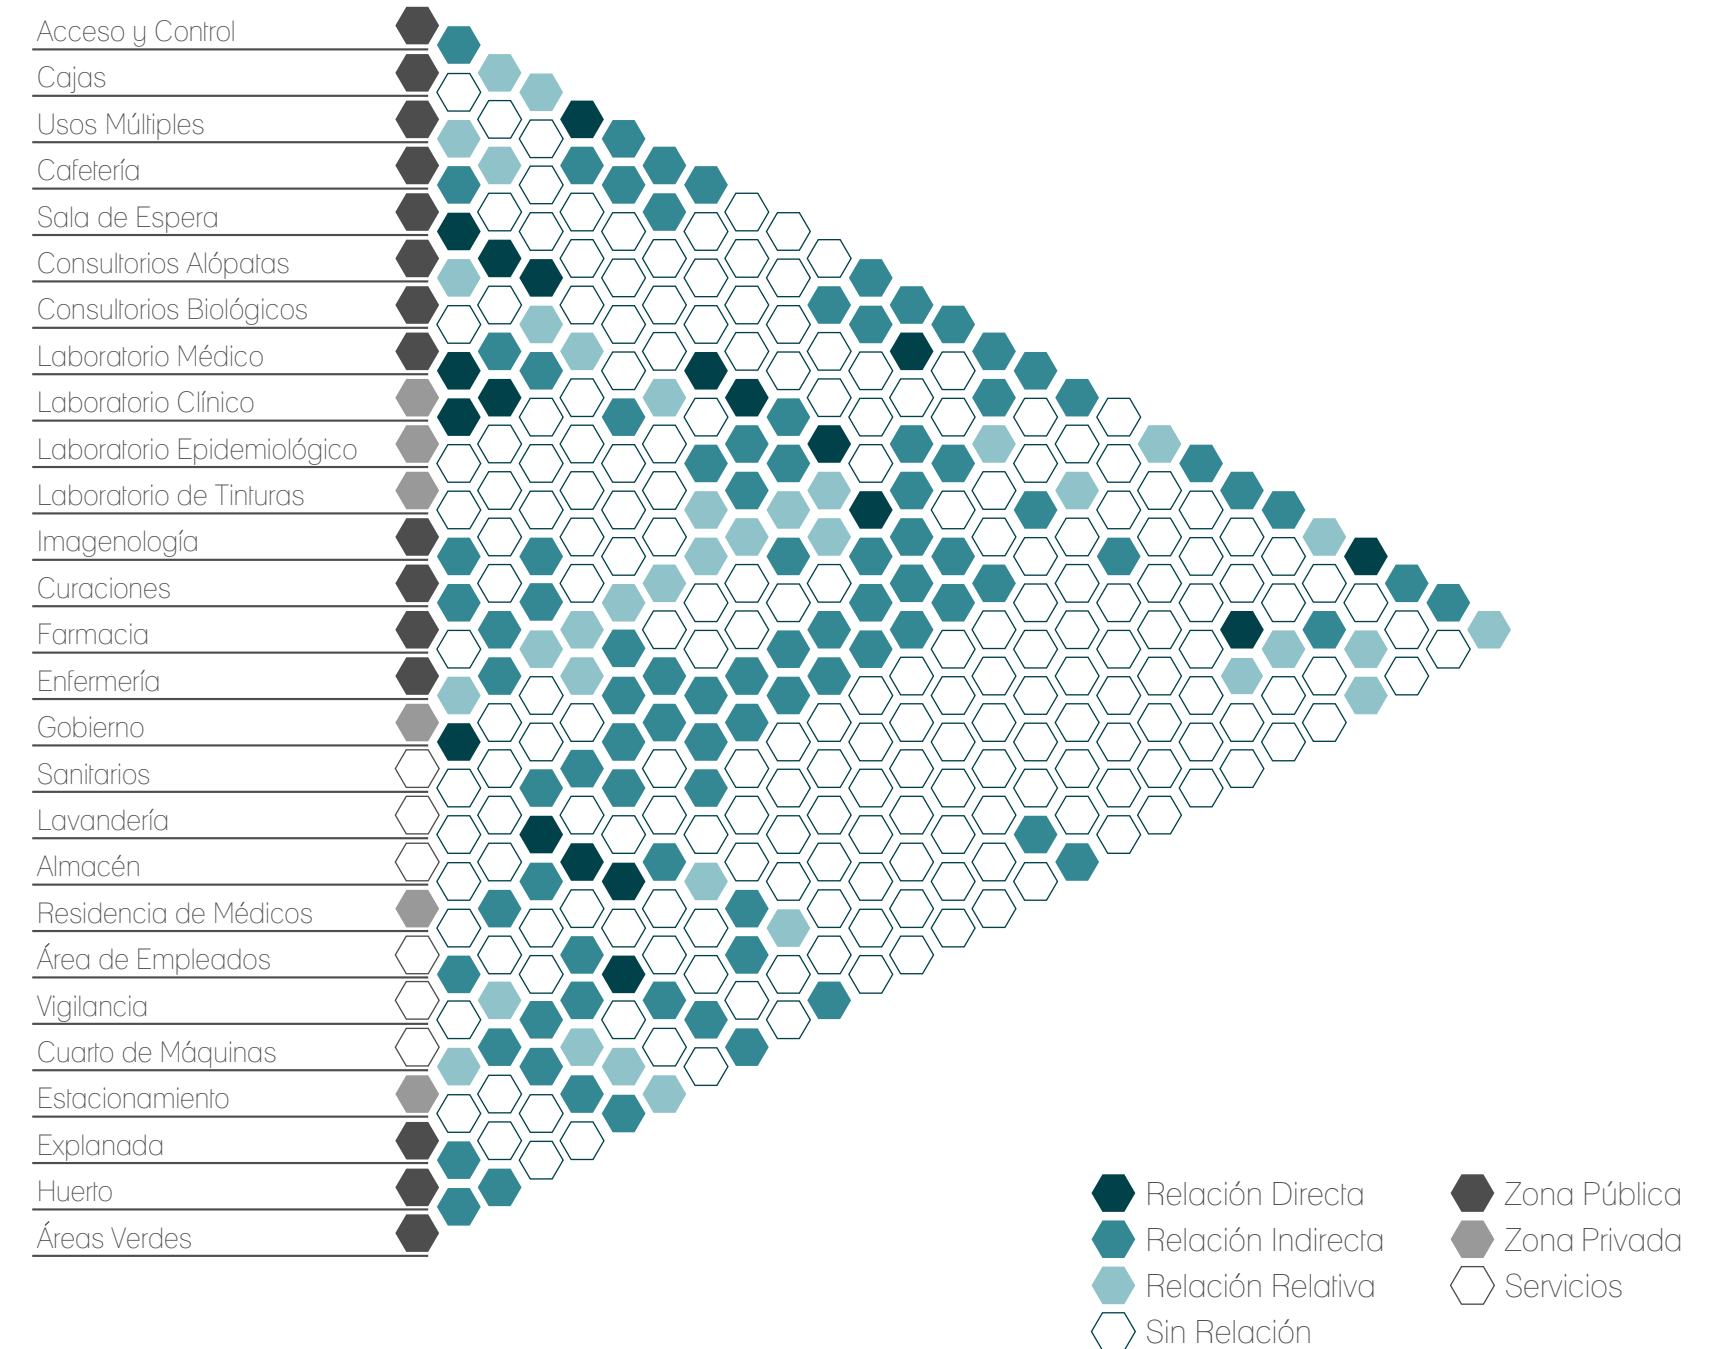 Acceso y Control
Cajas
Usos Múltiples
Cafetería
Sala de Espera
Consultorios Alópatas
Consultorios Biológicos
Laboratorio Médico
Laboratorio Clínico
Laboratorio Epidemiológico
Laboratorio de Tinturas
Imagenología
Curaciones
Farmacia
Enfermería
Gobierno
Sanitarios
Lavandería
Almacén
Residencia de Médicos
Área de Empleados
Vigilancia
Cuarto de Máquinas
Estacionamiento
Explanada
Huerto
Áreas Verdes
Relación Directa
Relación Indirecta
Relación Relativa
Sin Relación
Zona Pública
Zona Privada
Servicios